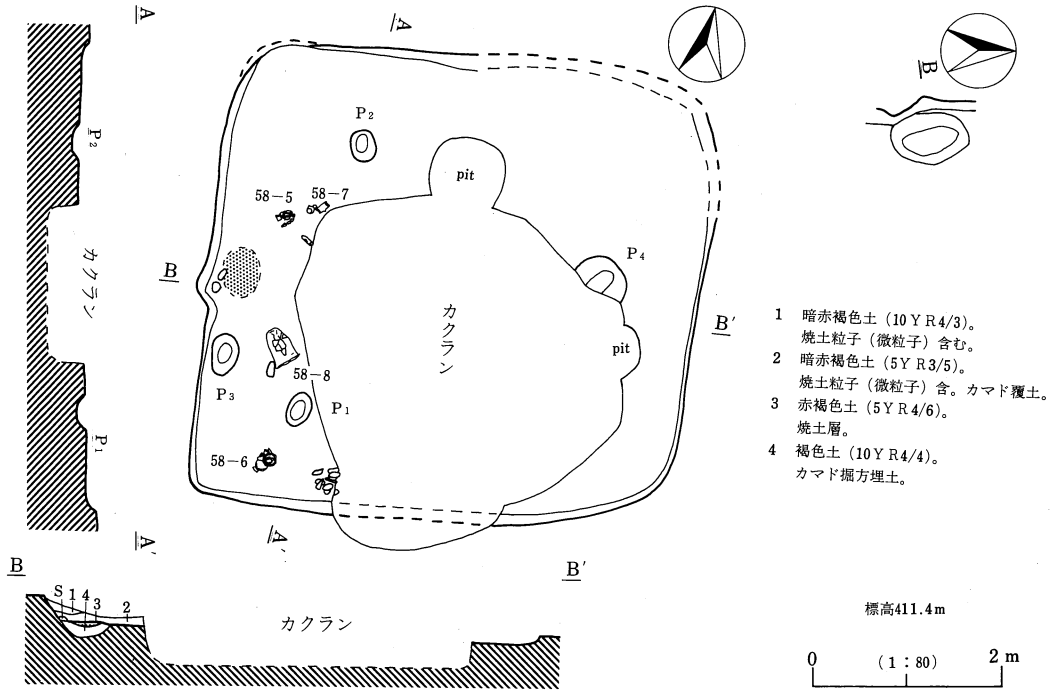 A
A
B
P₂
P₂
pit
58−5
58−7
カクラン
P₄
B
カクラン
B′
pit
58−8
P₃
P₁
P₁
58−6
A′
A′
1 暗赤褐色土 (10YR4/3)。
焼土粒子 (微粒子) 含む。
2 暗赤褐色土 (5YR3/5)。
焼土粒子 (微粒子) 含。カマド覆土。
3 赤褐色土 (5YR4/6)。
焼土層。
4 褐色土 (10YR4/4)。
カマド掘方埋土。
B
B′
S 1 4 3 2
カクラン
標高411.4m
0 (1:80) 2m